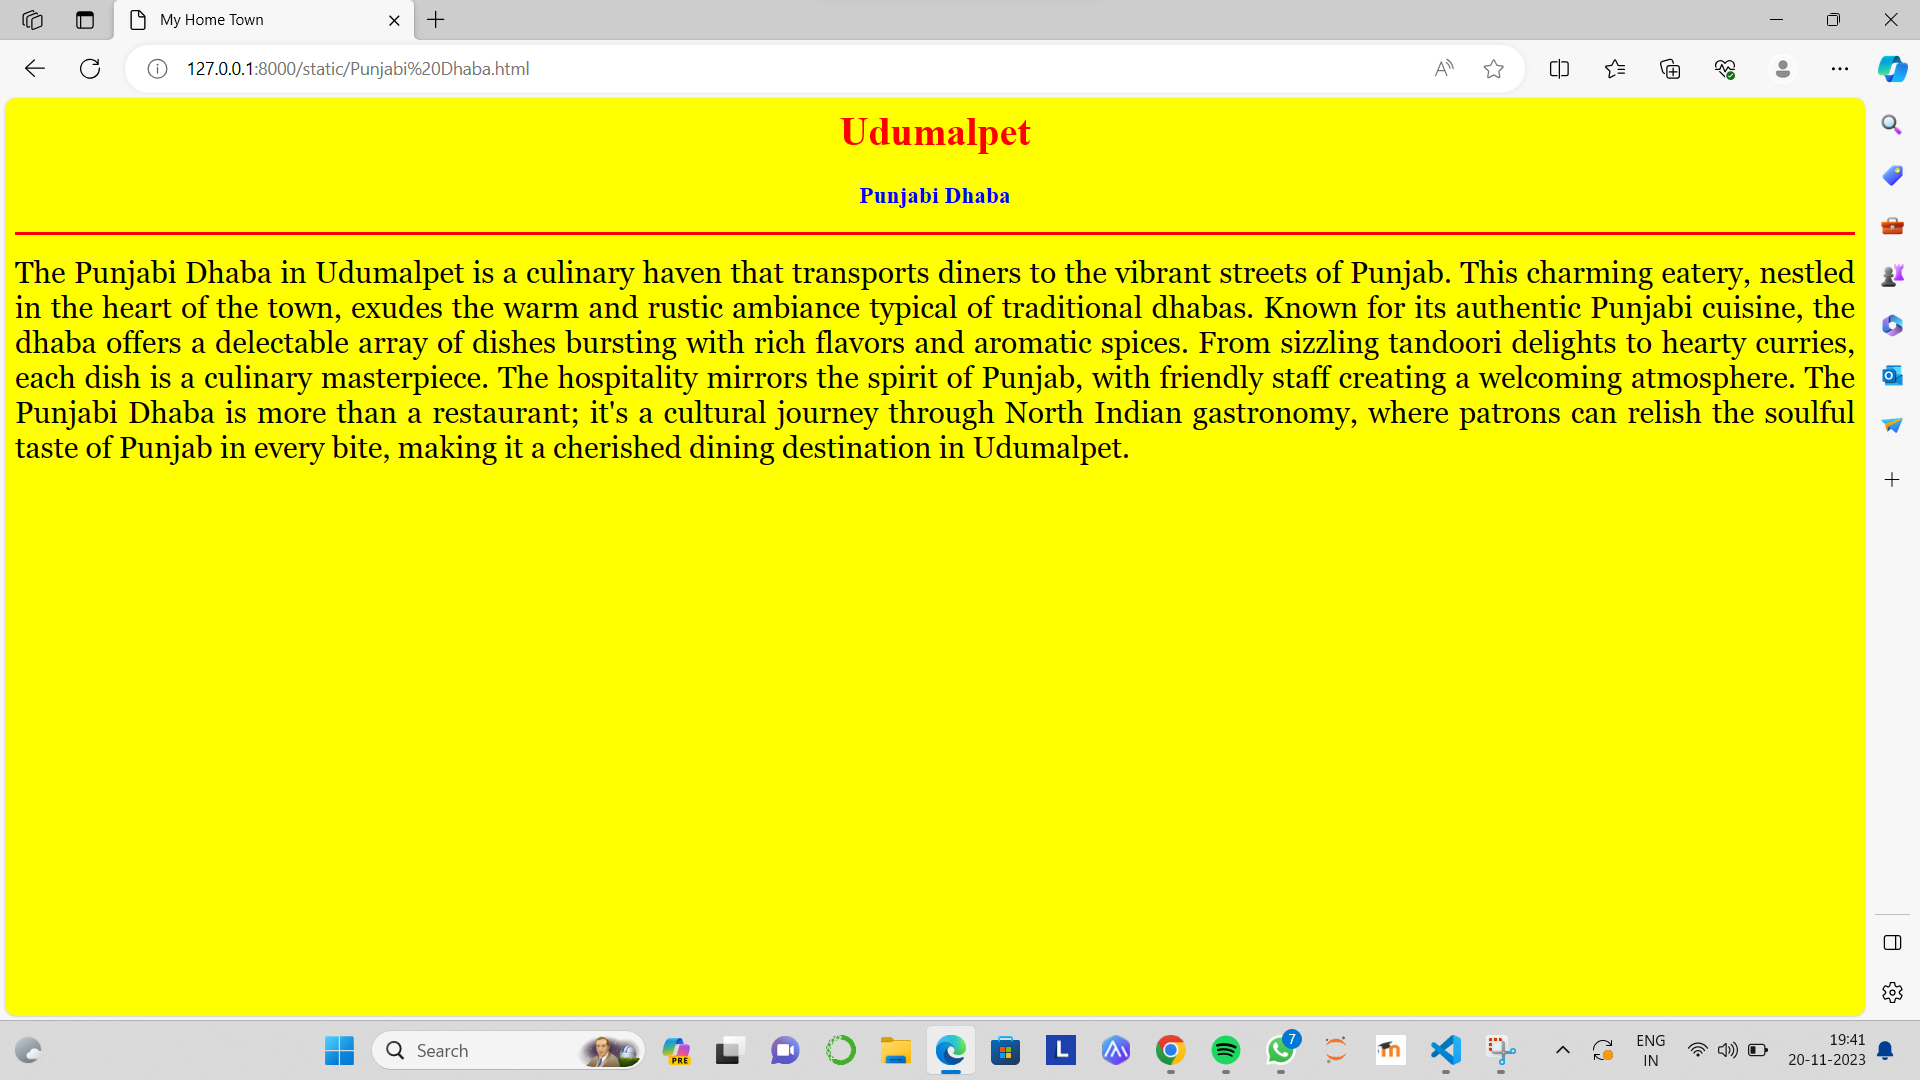 My Home Town
127.0.0.1:8000/static/Punjabi%20Dhaba.html
Udumalpet
Punjabi Dhaba
The Punjabi Dhaba in Udumalpet is a culinary haven that transports diners to the vibrant streets of Punjab. This charming eatery, nestled
in the heart of the town, exudes the warm and rustic ambiance typical of traditional dhabas. Known for its authentic Punjabi cuisine, the
dhaba offers a delectable array of dishes bursting with rich flavors and aromatic spices. From sizzling tandoori delights to hearty curries,
each dish is a culinary masterpiece. The hospitality mirrors the spirit of Punjab, with friendly staff creating a welcoming atmosphere. The
Punjabi Dhaba is more than a restaurant; it's a cultural journey through North Indian gastronomy, where patrons can relish the soulful
taste of Punjab in every bite, making it a cherished dining destination in Udumalpet.
Search
PRE
L
7
m
ENG
IN
19:41
20-11-2023